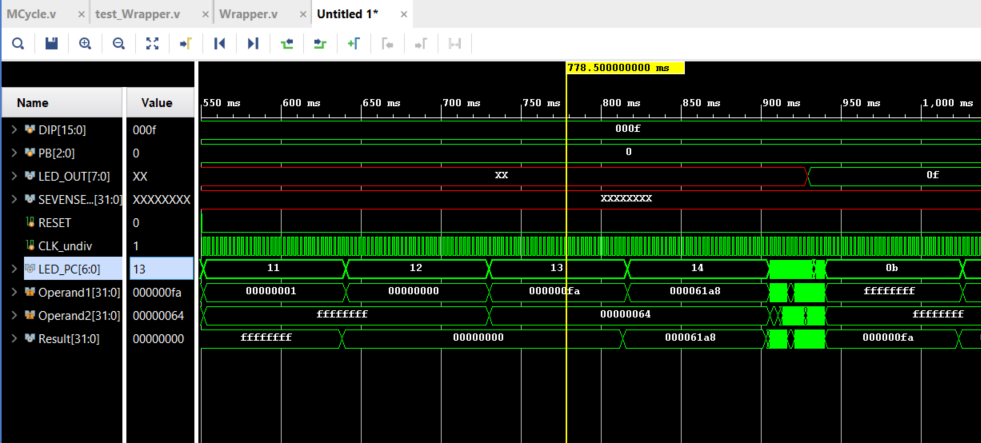 MCycle.v × test_Wrapper.v × Wrapper.v × Untitled 1* ×
778.500000000 ms
Name Value 550 ms 600 ms 650 ms 700 ms 750 ms 800 ms 850 ms 900 ms 950 ms 1,000 ms
DIP[15:0] 000f 000f
PB[2:0] 0 0
LED_OUT[7:0] XX XX 0f
SEVENSE...[31:0] XXXXXXXX XXXXXXXX
RESET 0
CLK_undiv 1
LED_PC[6:0] 13 11 12 13 14 0b
Operand1[31:0] 000000fa 00000001 00000000 000000fa 000061a8 ffffffff
Operand2[31:0] 00000064 ffffffff 00000064 ffffffff
Result[31:0] 00000000 ffffffff 00000000 000061a8 000000fa